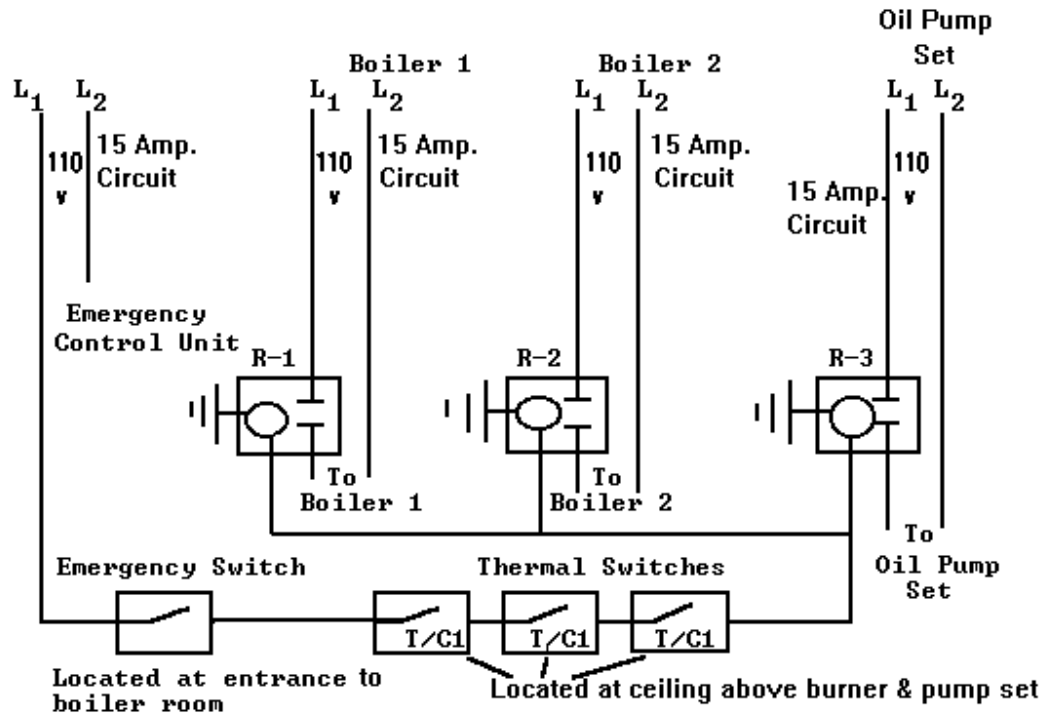 Oil Pump
Set
Boiler 1
Boiler 2
L1 L2
L1 L2
L1 L2
L1 L2
110
v
15 Amp.
Circuit
110
v
15 Amp.
Circuit
110
v
15 Amp.
Circuit
110
v
15 Amp.
Circuit
Emergency
Control Unit
R-1
R-2
R-3
To
Boiler 1
To
Boiler 2
To
Oil Pump
Set
Emergency Switch
Thermal Switches
T/C1
T/C1
T/C1
Located at entrance to
boiler room
Located at ceiling above burner & pump set